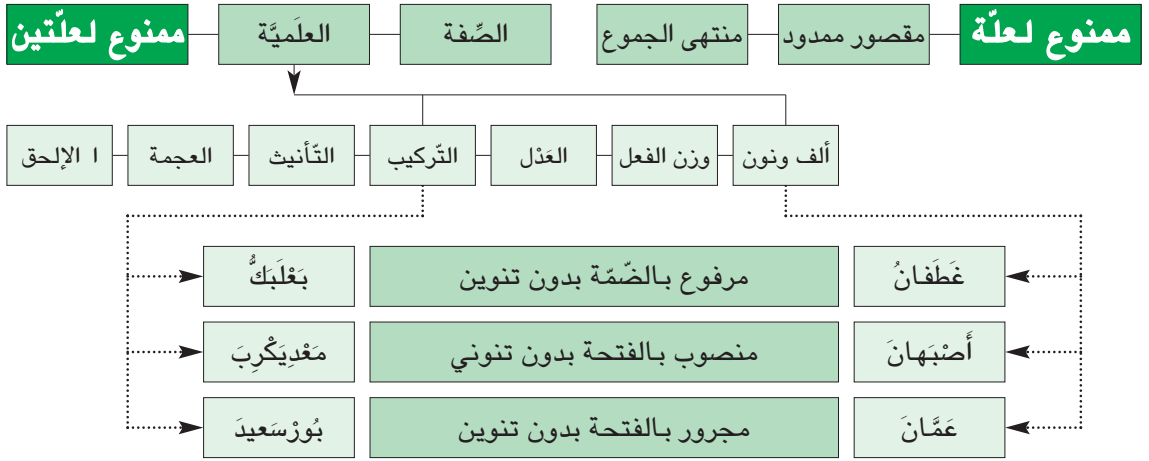 ممنوع لعلّة
مقصور ممدود
منتهى الجموع
الصِّفة
العلَميَّة
ممنوع لعلّتين
ألف ونون
وزن الفعل
العَدْل
التّركيب
التّأنيث
العجمة
ا الإلحق
غَطَفانُ
مرفوع بالضّمّة بدون تنوين
بَعْلَبَكُّ
أَصْبَهانَ
منصوب بالفتحة بدون تنوني
مَعْدِيَكْرِبَ
عَمَّانَ
مجرور بالفتحة بدون تنوين
بُورْسَعيدَ